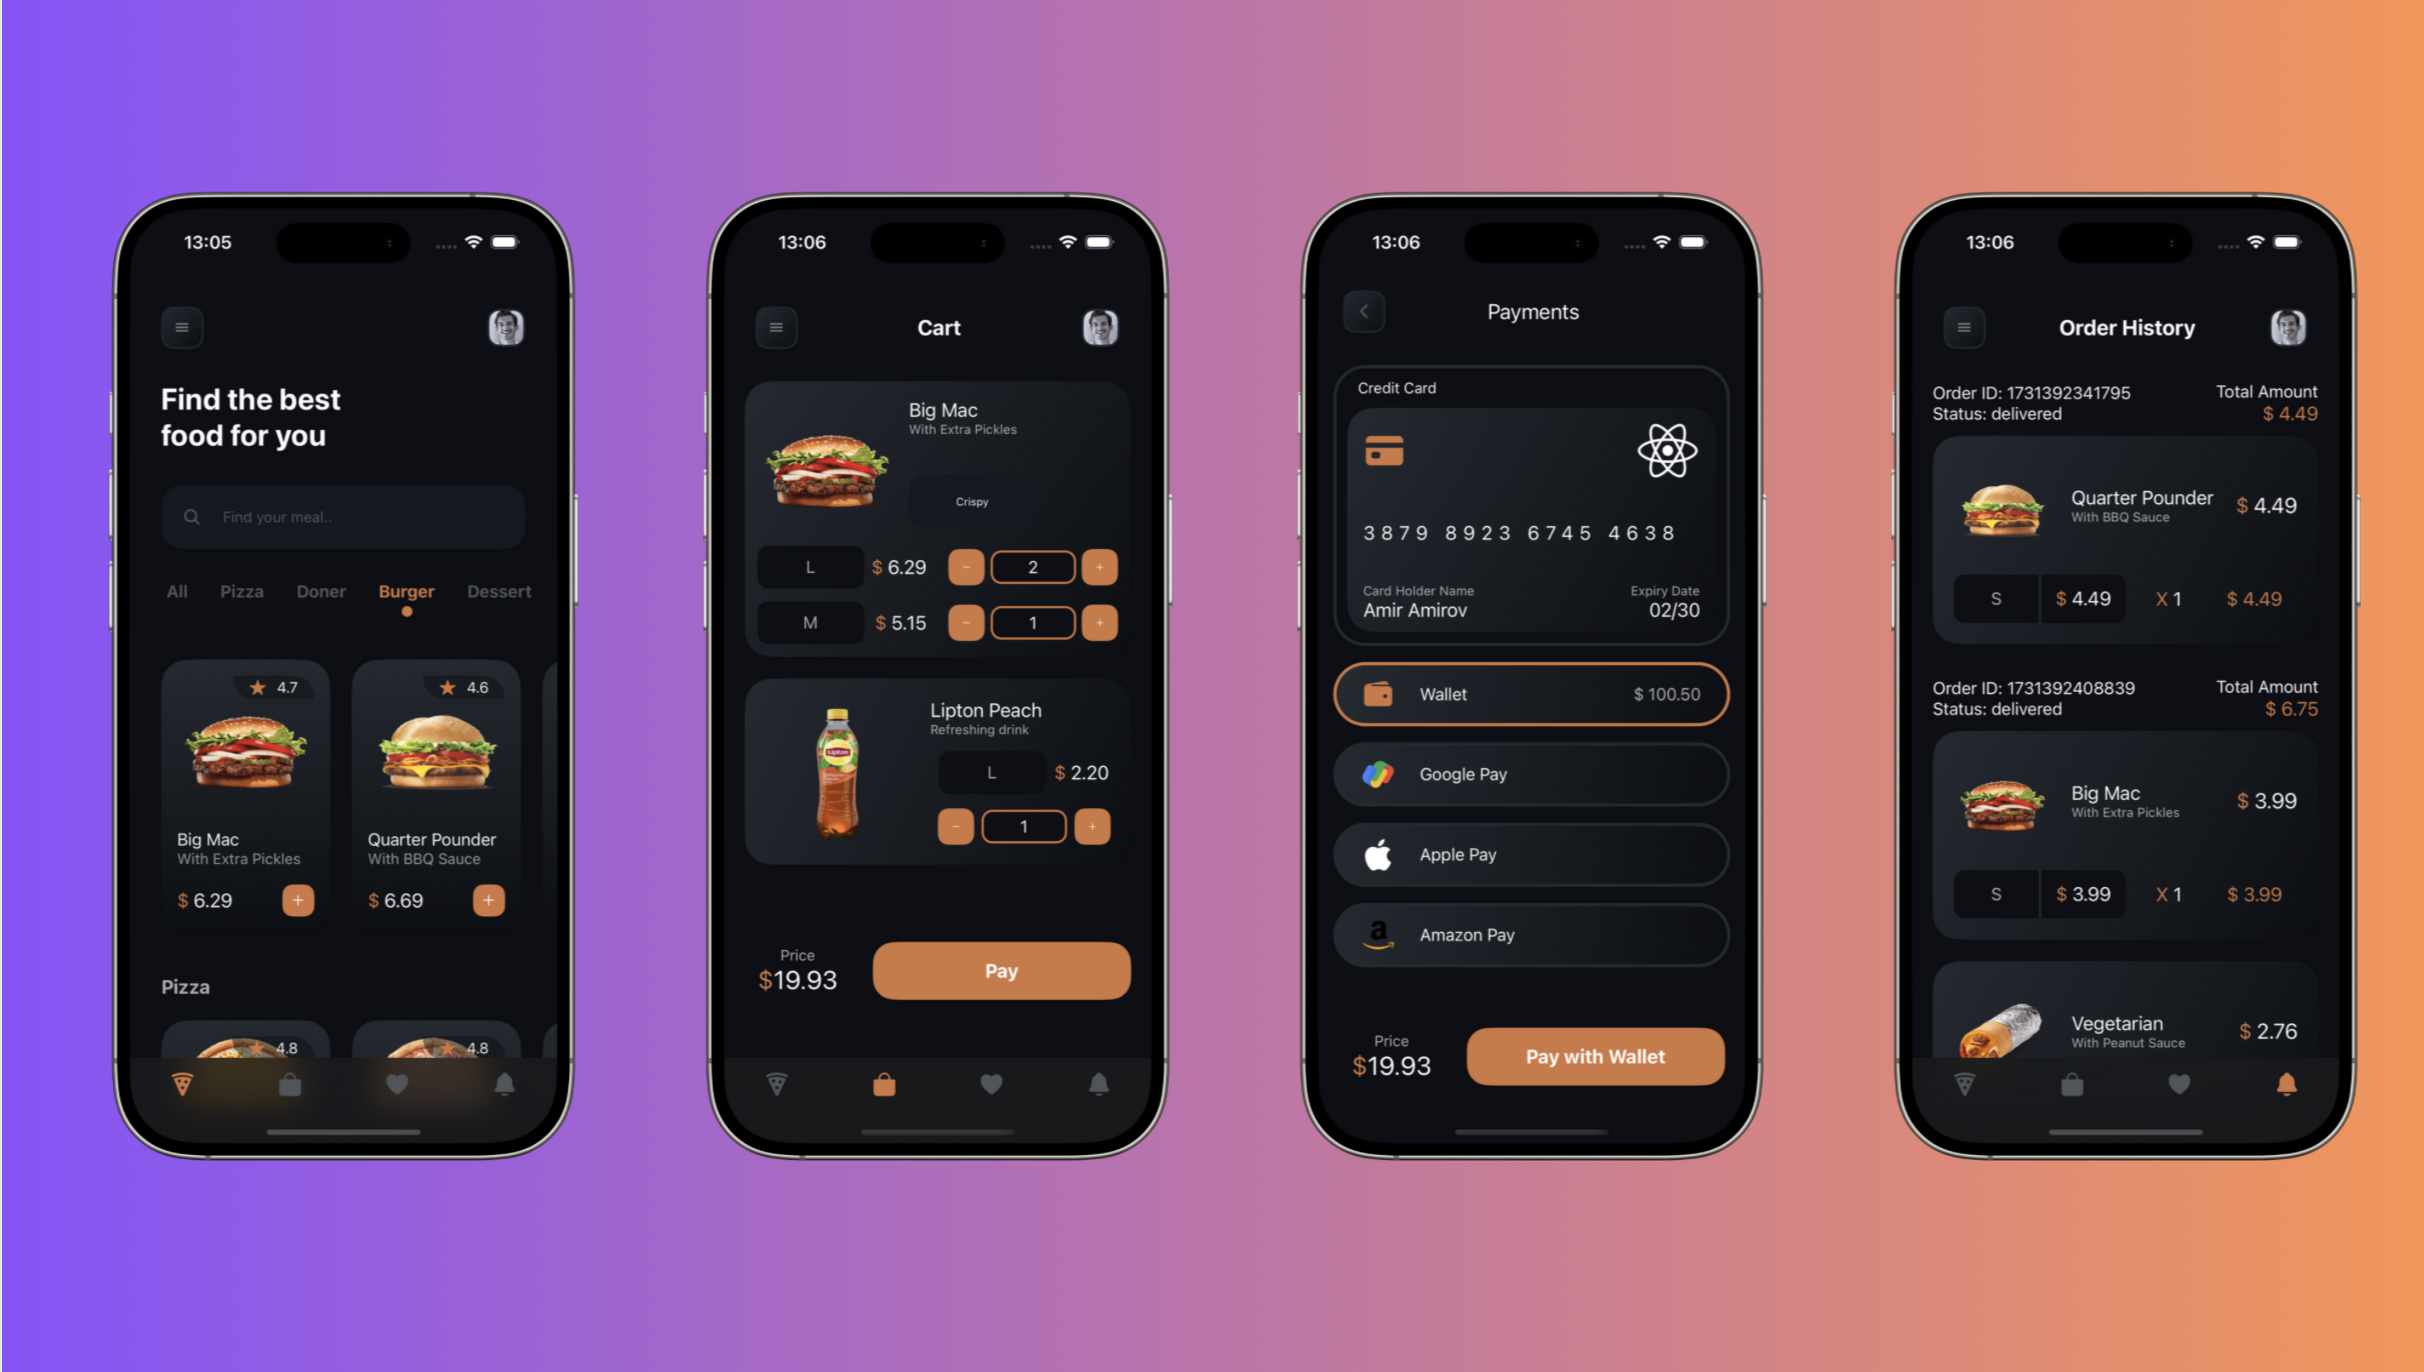 13:05
Find the best
food for you
Find your meal..
All Pizza Doner Burger Dessert
4.7
Big Mac
With Extra Pickles
$ 6.29
+
4.6
Quarter Pounder
With BBQ Sauce
$ 6.69
+
Pizza
4.8
4.8
13:06
Cart
Big Mac
With Extra Pickles
Crispy
L $ 6.29 - 2 +
M $ 5.15 - 1 +
Lipton
Lipton Peach
Refreshing drink
L $ 2.20
- 1 +
Price
$19.93
Pay
13:06
Payments
Credit Card
3879 8923 6745 4638
Card Holder Name
Amir Amirov
Expiry Date
02/30
Wallet $ 100.50
Google Pay
Apple Pay
a Amazon Pay
Price
$19.93
Pay with Wallet
13:06
Order History
Order ID: 1731392341795
Status: delivered
Total Amount
$ 4.49
Quarter Pounder
With BBQ Sauce
$ 4.49
S $ 4.49 X 1 $ 4.49
Order ID: 1731392408839
Status: delivered
Total Amount
$ 6.75
Big Mac
With Extra Pickles
$ 3.99
S $ 3.99 X 1 $ 3.99
Vegetarian
With Peanut Sauce
$ 2.76